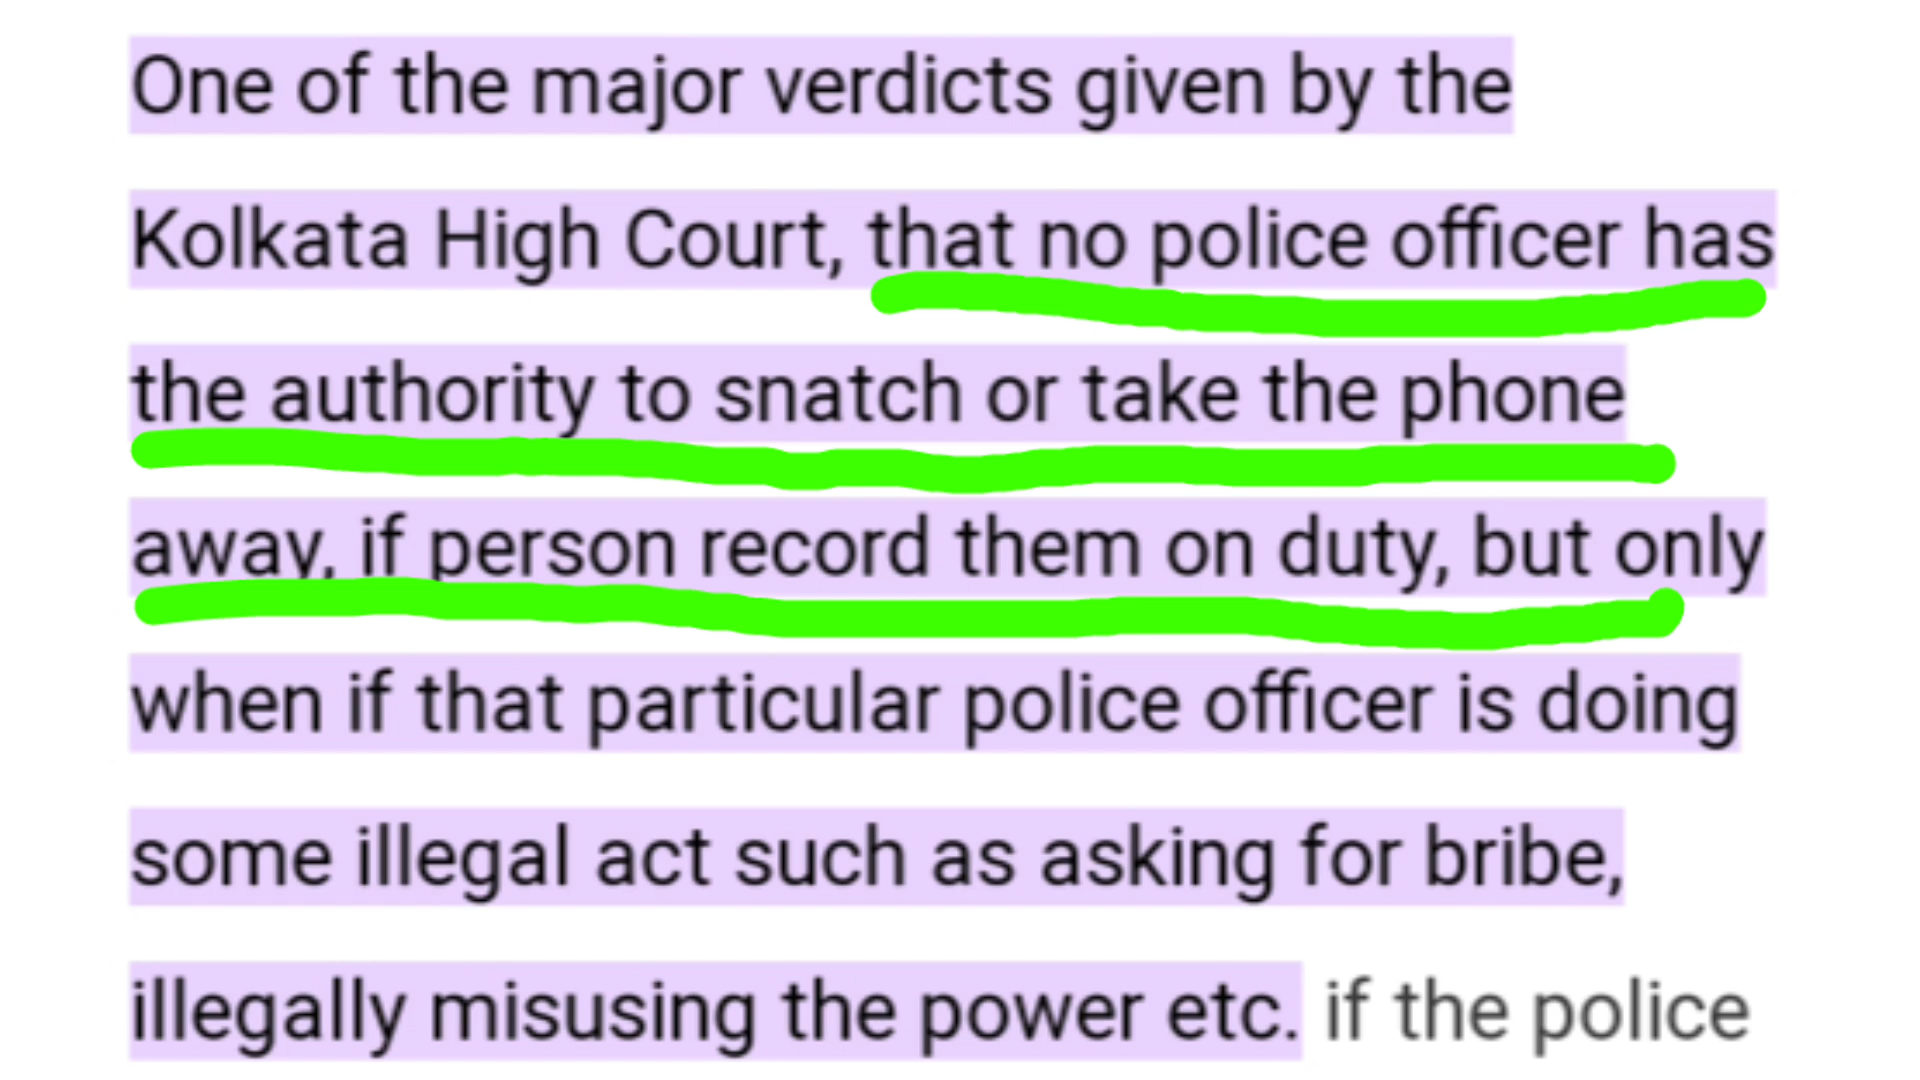 One of the major verdicts given by the
Kolkata High Court, that no police officer has
the authority to snatch or take the phone
away, if person record them on duty, but only
when if that particular police officer is doing
some illegal act such as asking for bribe,
illegally misusing the power etc. if the police